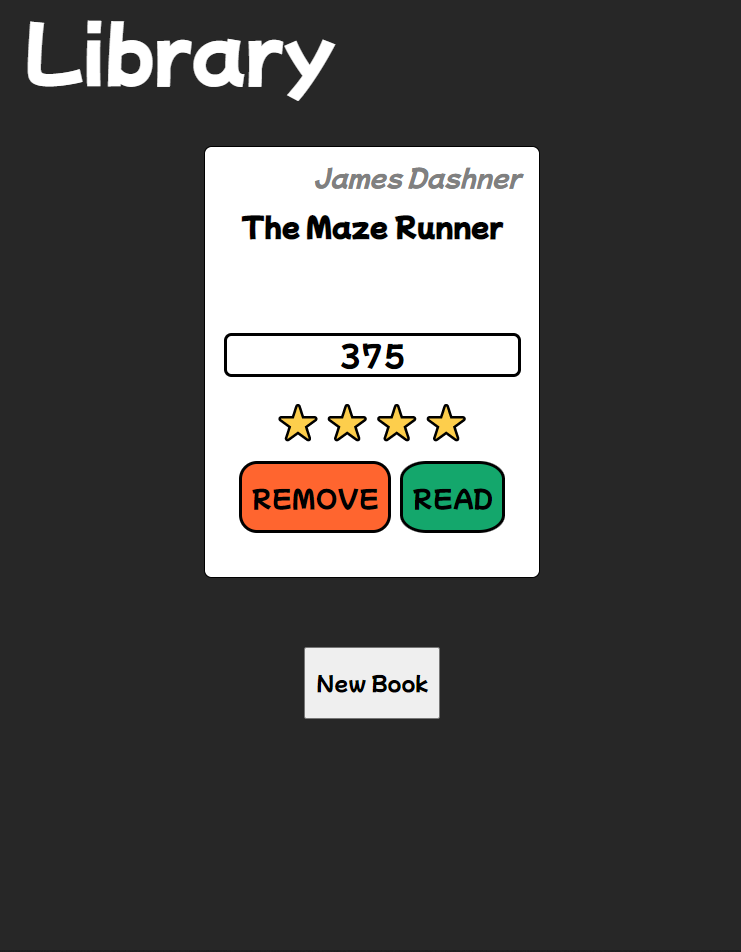 Library
James Dashner
The Maze Runner
375
REMOVE READ
New Book